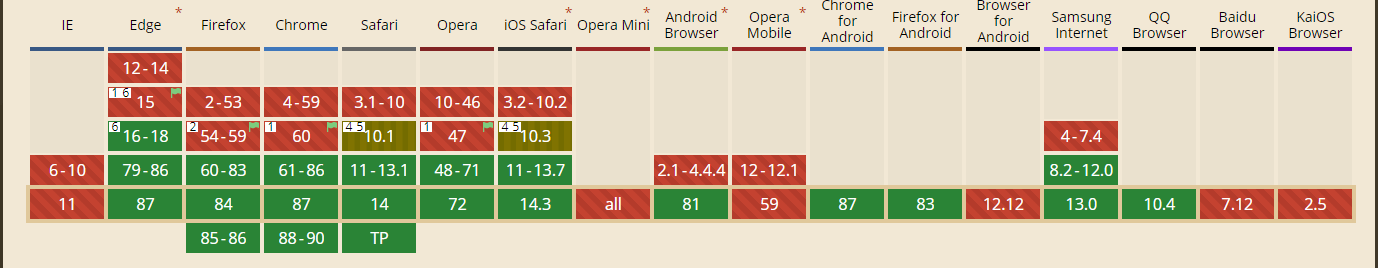 IE Edge * Firefox Chrome Safari Opera iOS Safari * Opera Mini * Android Browser * Opera Mobile * Chrome for Android Firefox for Android Browser for Android Samsung Internet QQ Browser Baidu Browser KaiOS Browser
12-14
1 6 15 2-53 4-59 3.1-10 10-46 3.2-10.2
6 16-18 2 54-59 1 60 4 5 10.1 1 47 4 5 10.3 4-7.4
6-10 79-86 60-83 61-86 11-13.1 48-71 11-13.7 2.1-4.4.4 12-12.1 8.2-12.0
11 87 84 87 14 72 14.3 all 81 59 87 83 12.12 13.0 10.4 7.12 2.5
85-86 88-90 TP